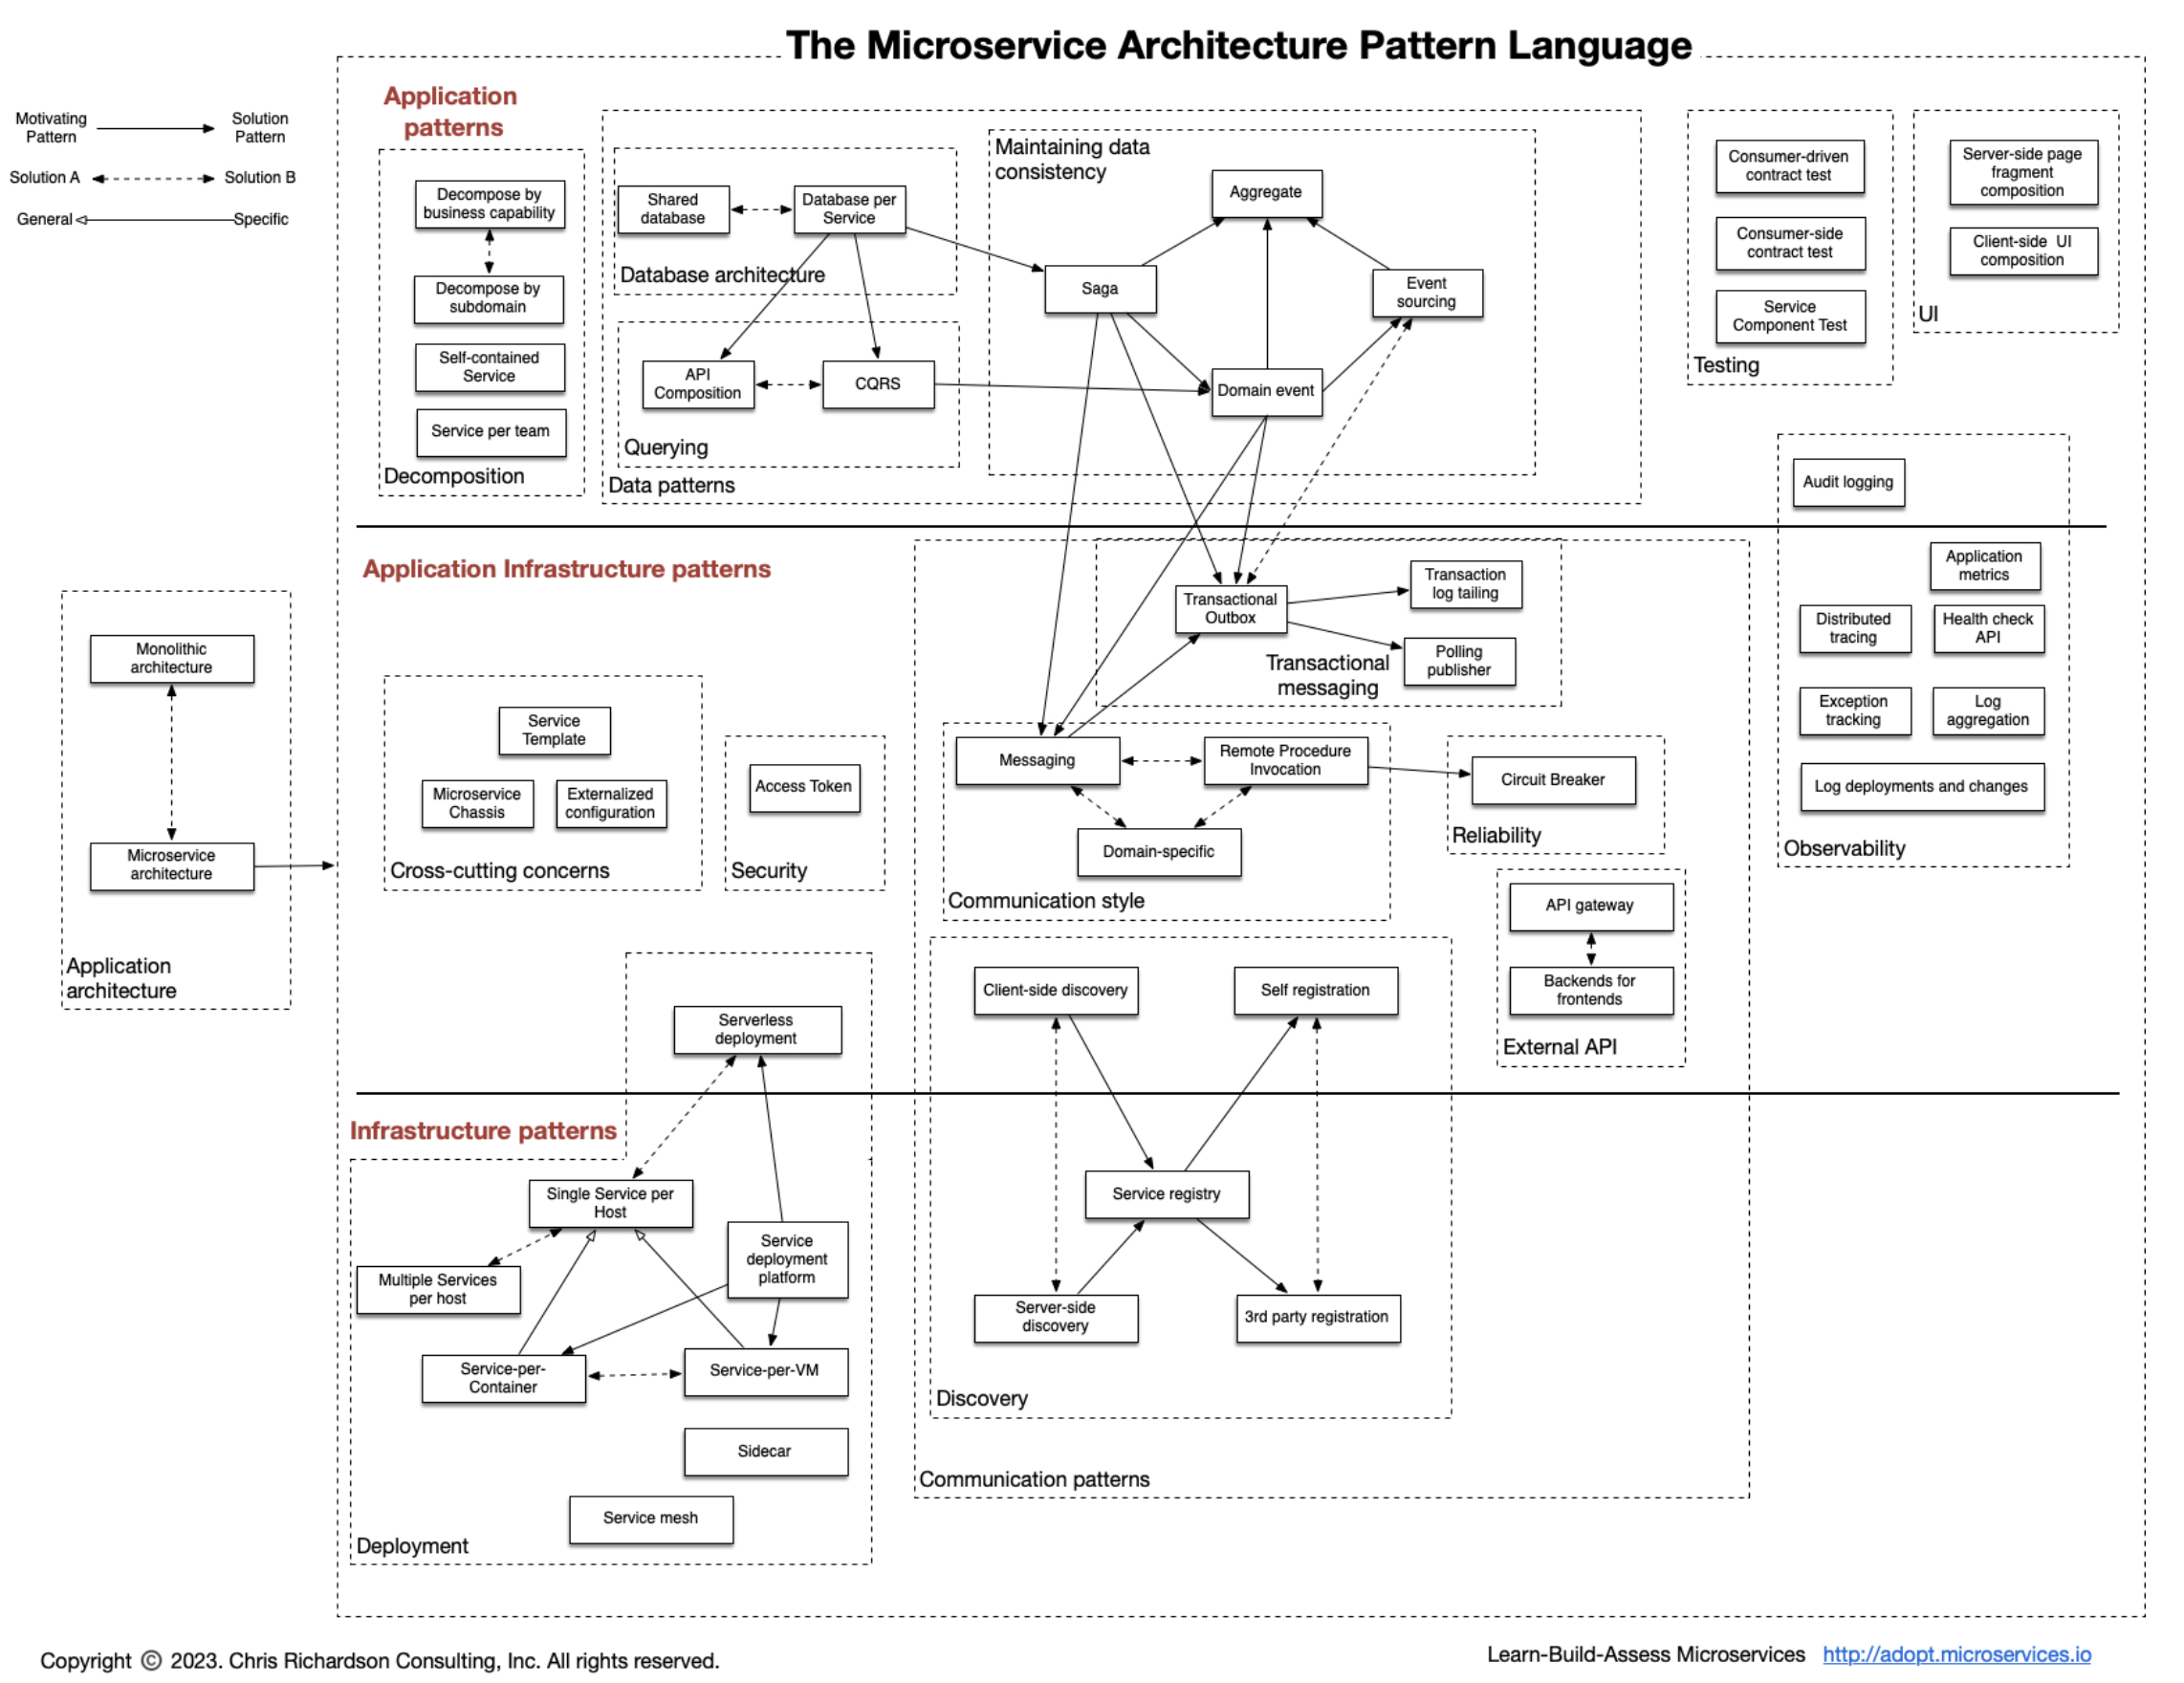 The Microservice Architecture Pattern Language
Motivating
Pattern
Solution
Pattern
Solution A
Solution B
General
Specific
Application
patterns
Decompose by
business capability
Decompose by
subdomain
Self-contained
Service
Service per team
Decomposition
Shared
database
Database per
Service
Database architecture
API
Composition
CQRS
Querying
Data patterns
Maintaining data
consistency
Aggregate
Saga
Event
sourcing
Domain event
Consumer-driven
contract test
Consumer-side
contract test
Service
Component Test
Testing
Server-side page
fragment
composition
Client-side UI
composition
UI
Audit logging
Application
metrics
Distributed
tracing
Health check
API
Exception
tracking
Log
aggregation
Log deployments and changes
Observability
Monolithic
architecture
Microservice
architecture
Application
architecture
Application Infrastructure patterns
Service
Template
Microservice
Chassis
Externalized
configuration
Cross-cutting concerns
Access Token
Security
Transactional
Outbox
Transaction
log tailing
Polling
publisher
Transactional
messaging
Messaging
Remote Procedure
Invocation
Domain-specific
Communication style
Circuit Breaker
Reliability
API gateway
Backends for
frontends
External API
Client-side discovery
Self registration
Service registry
Server-side
discovery
3rd party registration
Discovery
Communication patterns
Serverless
deployment
Infrastructure patterns
Single Service per
Host
Multiple Services
per host
Service
deployment
platform
Service-per-
Container
Service-per-VM
Sidecar
Service mesh
Deployment
Copyright © 2023. Chris Richardson Consulting, Inc. All rights reserved.
Learn-Build-Assess Microservices http://adopt.microservices.io